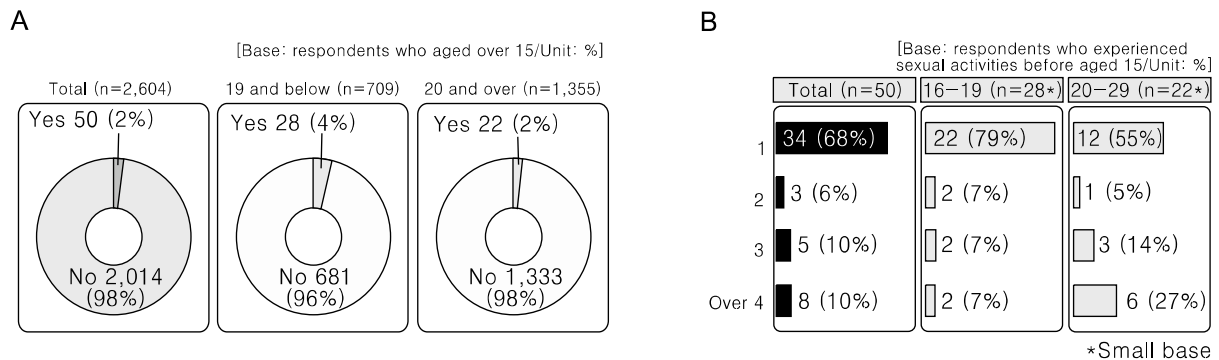 A
[Base: respondents who aged over 15/Unit: %]
Total (n=2,604)
Yes 50 (2%)
No 2,014
(98%)
19 and below (n=709)
Yes 28 (4%)
No 681
(96%)
20 and over (n=1,355)
Yes 22 (2%)
No 1,333
(98%)
B
[Base: respondents who experienced
sexual activities before aged 15/Unit: %]
Total (n=50) 16-19 (n=28*) 20-29 (n=22*)
1 34 (68%) 22 (79%) 12 (55%)
2 3 (6%) 2 (7%) 1 (5%)
3 5 (10%) 2 (7%) 3 (14%)
Over 4 8 (10%) 2 (7%) 6 (27%)
*Small base